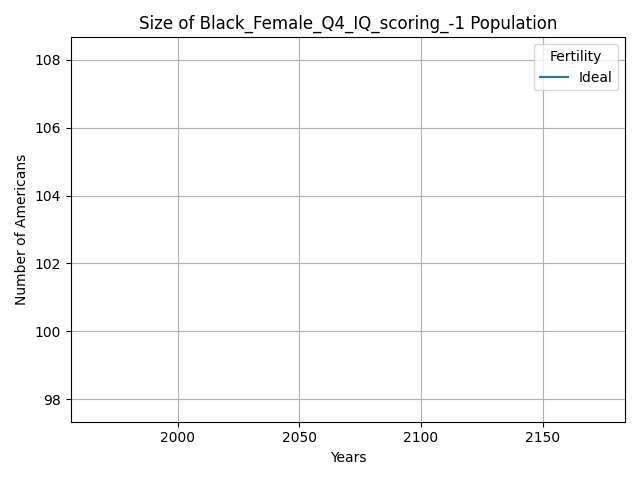 Size of Black_Female_Q4_IQ_scoring_-1 Population
Fertility
Ideal
Number of Americans
108
106
104
102
100
98
2000
2050
2100
2150
Years